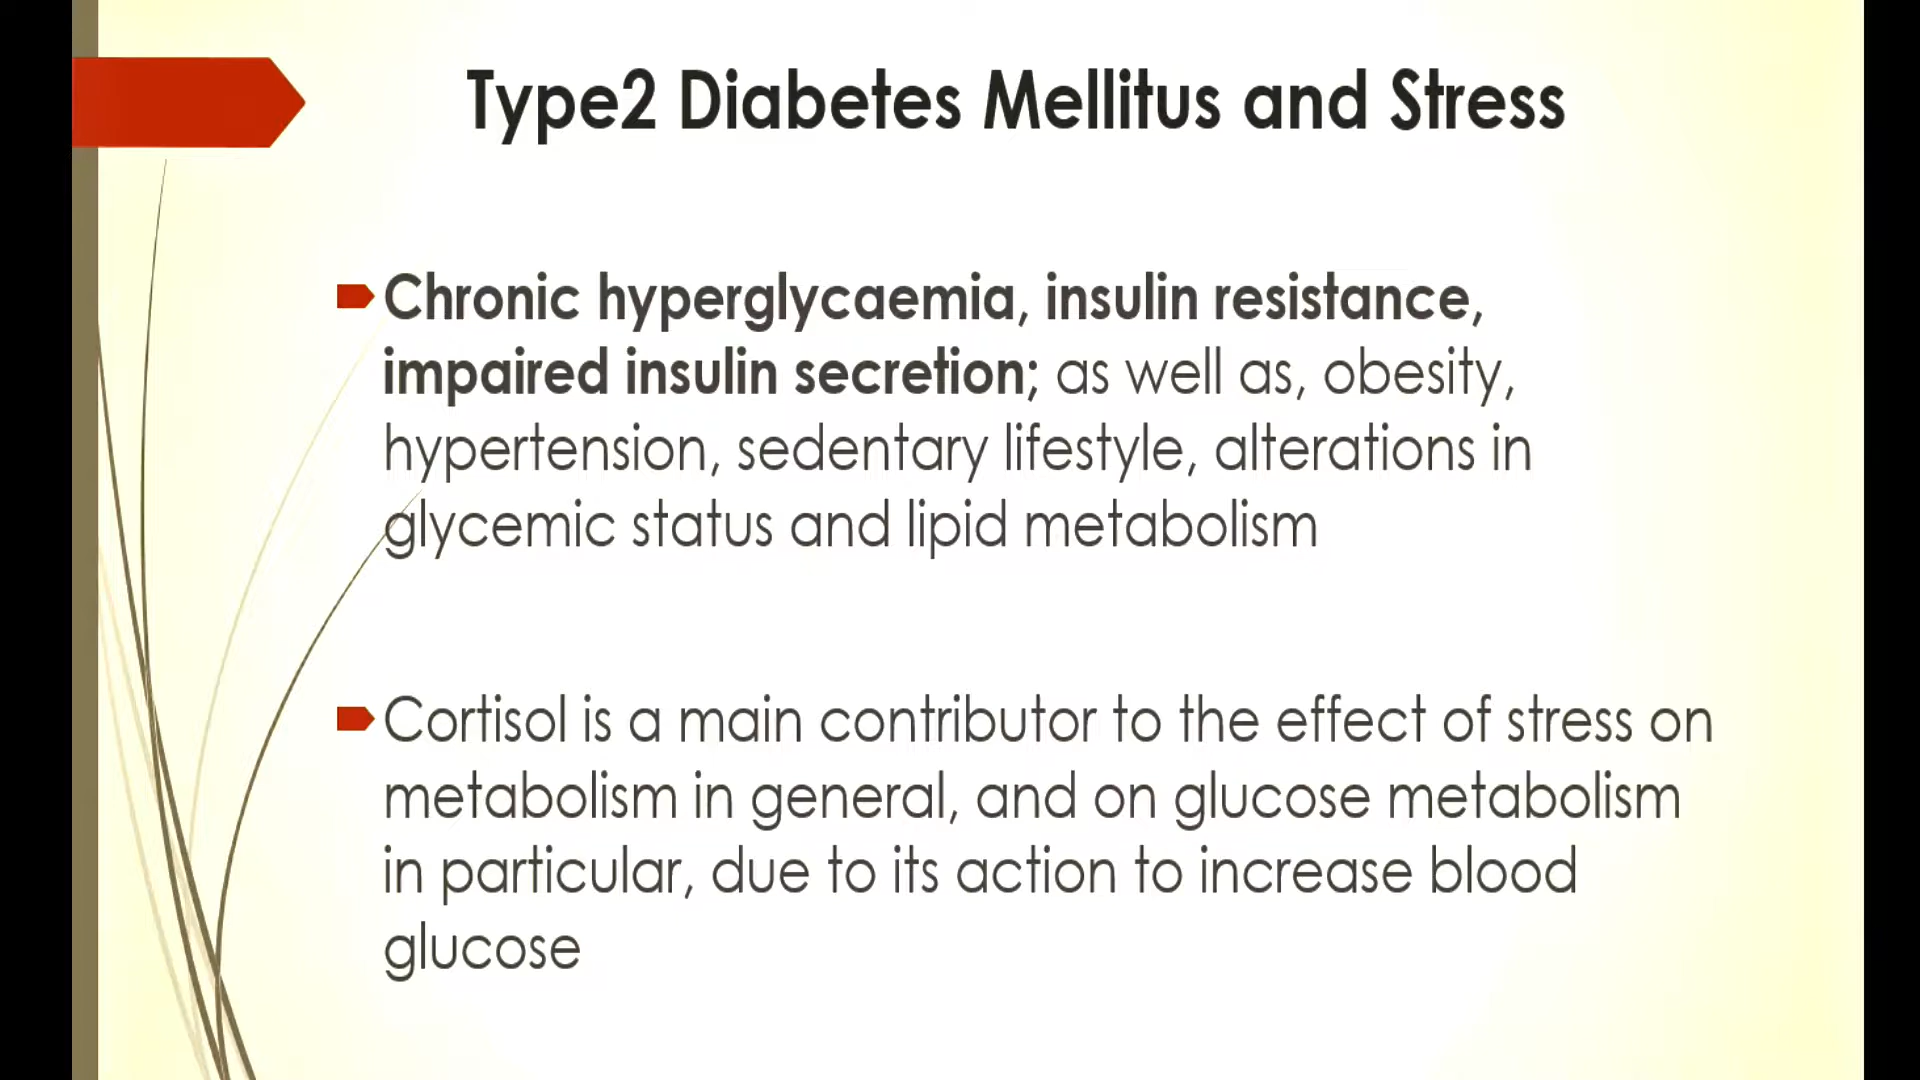 Type2 Diabetes Mellitus and Stress
Chronic hyperglycaemia, insulin resistance,
impaired insulin secretion; as well as, obesity,
hypertension, sedentary lifestyle, alterations in
glycemic status and lipid metabolism
Cortisol is a main contributor to the effect of stress on
metabolism in general, and on glucose metabolism
in particular, due to its action to increase blood
glucose